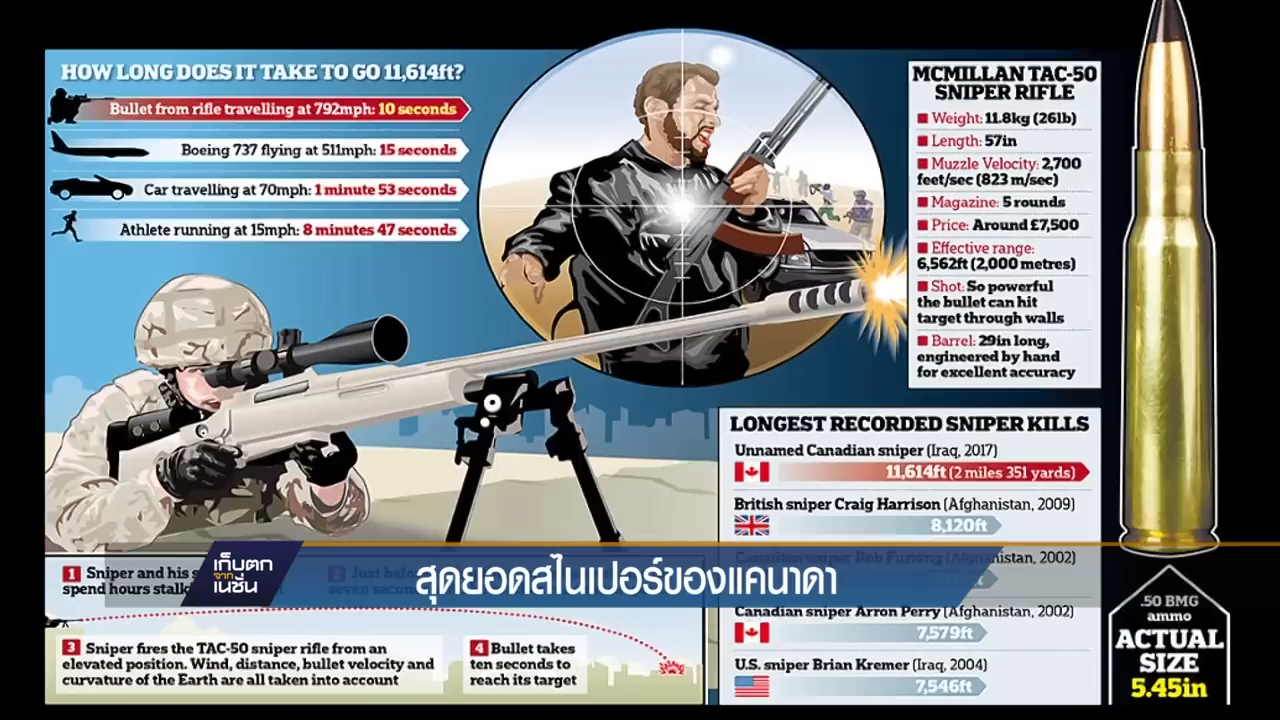 HOW LONG DOES IT TAKE TO GO 11,614ft?
Bullet from rifle travelling at 792mph: 10 seconds
Boeing 737 flying at 511mph: 15 seconds
Car travelling at 70mph: 1 minute 53 seconds
Athlete running at 15mph: 8 minutes 47 seconds
MCMILLAN TAC-50
SNIPER RIFLE
Weight: 11.8kg (26lb)
Length: 57in
Muzzle Velocity: 2,700
feet/sec (823 m/sec)
Magazine: 5 rounds
Price: Around £7,500
Effective range:
6,562ft (2,000 metres)
Shot: So powerful
the bullet can hit
target through walls
Barrel: 29in long,
engineered by hand
for excellent accuracy
LONGEST RECORDED SNIPER KILLS
Unnamed Canadian sniper (Iraq, 2017)
11,614ft (2 miles 351 yards)
British sniper Craig Harrison (Afghanistan, 2009)
8,120ft
Canadian sniper Rob Furlong (Afghanistan, 2002)
Canadian sniper Arron Perry (Afghanistan, 2002)
7,579ft
U.S. sniper Brian Kremer (Iraq, 2004)
7,546ft
1 Sniper and his
spend hours
2 Just
seven seconds
เก็บตก
จาก
เนชั่น
สุดยอดสไนเปอร์ของแคนาดา
3 Sniper fires the TAC-50 sniper rifle from an
elevated position. Wind, distance, bullet velocity and
curvature of the Earth are all taken into account
4 Bullet takes
ten seconds to
reach its target
.50 BMG
ammo
ACTUAL
SIZE
5.45in